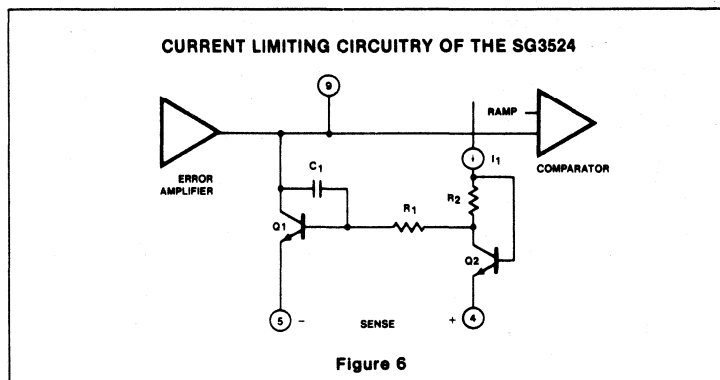 CURRENT LIMITING CIRCUITRY OF THE SG3524
9
RAMP
I1
ERROR
AMPLIFIER
COMPARATOR
C1
R2
R1
Q1
Q2
5 − SENSE + 4
Figure 6